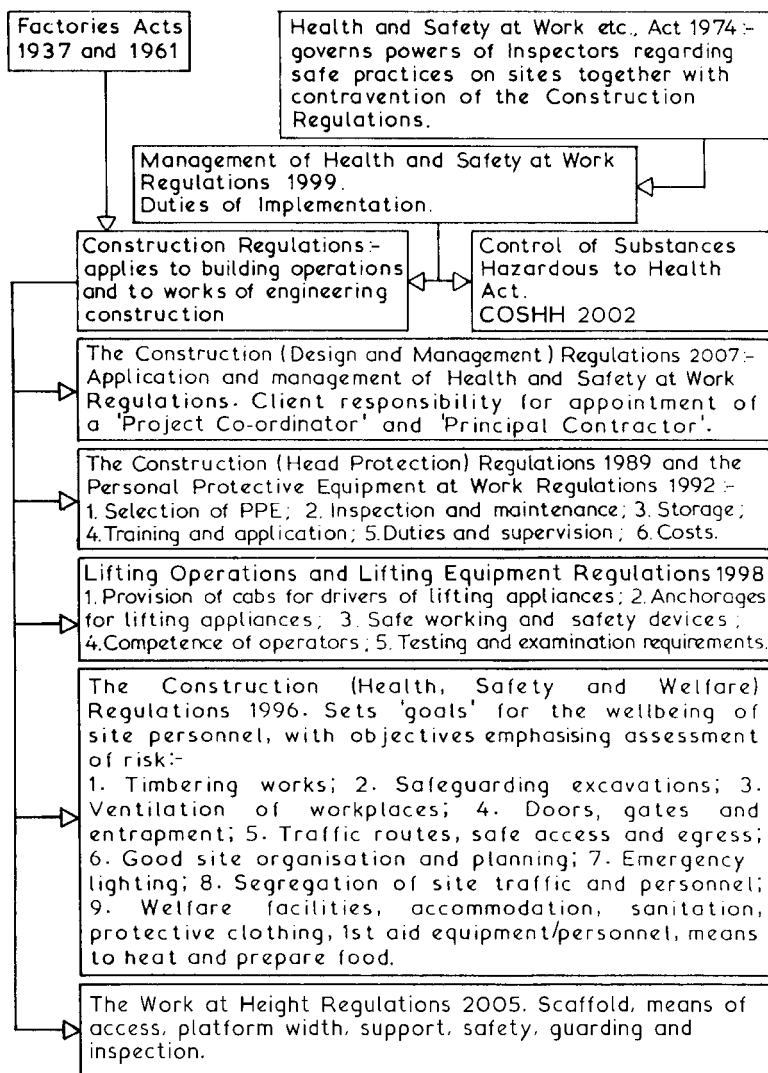 Factories Acts
1937 and 1961
Health and Safety at Work etc., Act 1974:-
governs powers of Inspectors regarding
safe practices on sites together with
contravention of the Construction
Regulations.
Management of Health and Safety at Work
Regulations 1999.
Duties of Implementation.
Construction Regulations:-
applies to building operations
and to works of engineering
construction
Control of Substances
Hazardous to Health
Act.
COSHH 2002
The Construction (Design and Management) Regulations 2007:-
Application and management of Health and Safety at Work
Regulations. Client responsibility for appointment of
a 'Project Co-ordinator' and 'Principal Contractor'.
The Construction (Head Protection) Regulations 1989 and the
Personal Protective Equipment at Work Regulations 1992:-
1. Selection of PPE; 2. Inspection and maintenance; 3. Storage;
4. Training and application; 5. Duties and supervision; 6. Costs.
Lifting Operations and Lifting Equipment Regulations 1998
1. Provision of cabs for drivers of lifting appliances; 2. Anchorages
for lifting appliances; 3. Safe working and safety devices;
4. Competence of operators; 5. Testing and examination requirements.
The Construction (Health, Safety and Welfare)
Regulations 1996. Sets 'goals' for the wellbeing of
site personnel, with objectives emphasising assessment
of risk:-
1. Timbering works; 2. Safeguarding excavations; 3.
Ventilation of workplaces; 4. Doors, gates and
entrapment; 5. Traffic routes, safe access and egress;
6. Good site organisation and planning; 7. Emergency
lighting; 8. Segregation of site traffic and personnel;
9. Welfare facilities, accommodation, sanitation,
protective clothing, 1st aid equipment/personnel, means
to heat and prepare food.
The Work at Height Regulations 2005. Scaffold, means of
access, platform width, support, safety, guarding and
inspection.